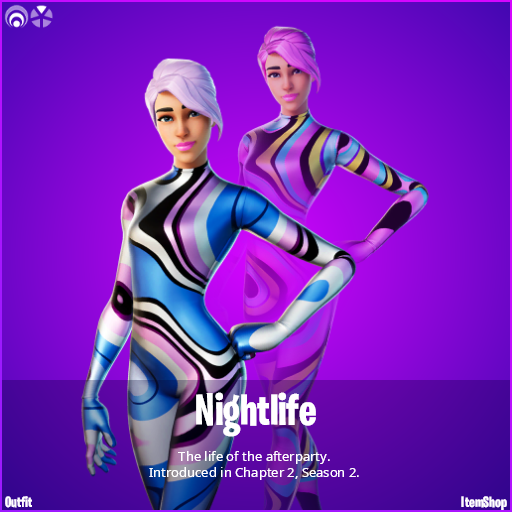 Nightlife
The life of the afterparty.
Introduced in Chapter 2, Season 2.
Outfit
ItemShop